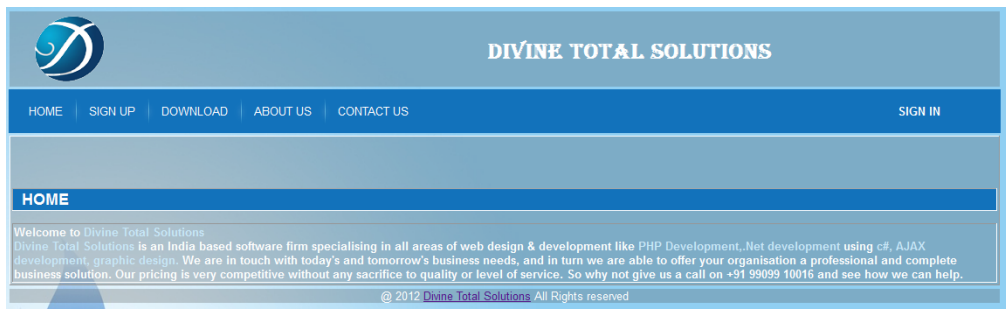 DIVINE TOTAL SOLUTIONS
HOME SIGN UP DOWNLOAD ABOUT US CONTACT US SIGN IN
HOME
Welcome to Divine Total Solutions
Divine Total Solutions is an India based software firm specialising in all areas of web design & development like PHP Development,.Net development using c#, AJAX
development, graphic design. We are in touch with today's and tomorrow's business needs, and in turn we are able to offer your organisation a professional and complete
business solution. Our pricing is very competitive without any sacrifice to quality or level of service. So why not give us a call on +91 99099 10016 and see how we can help.
@ 2012 Divine Total Solutions All Rights reserved